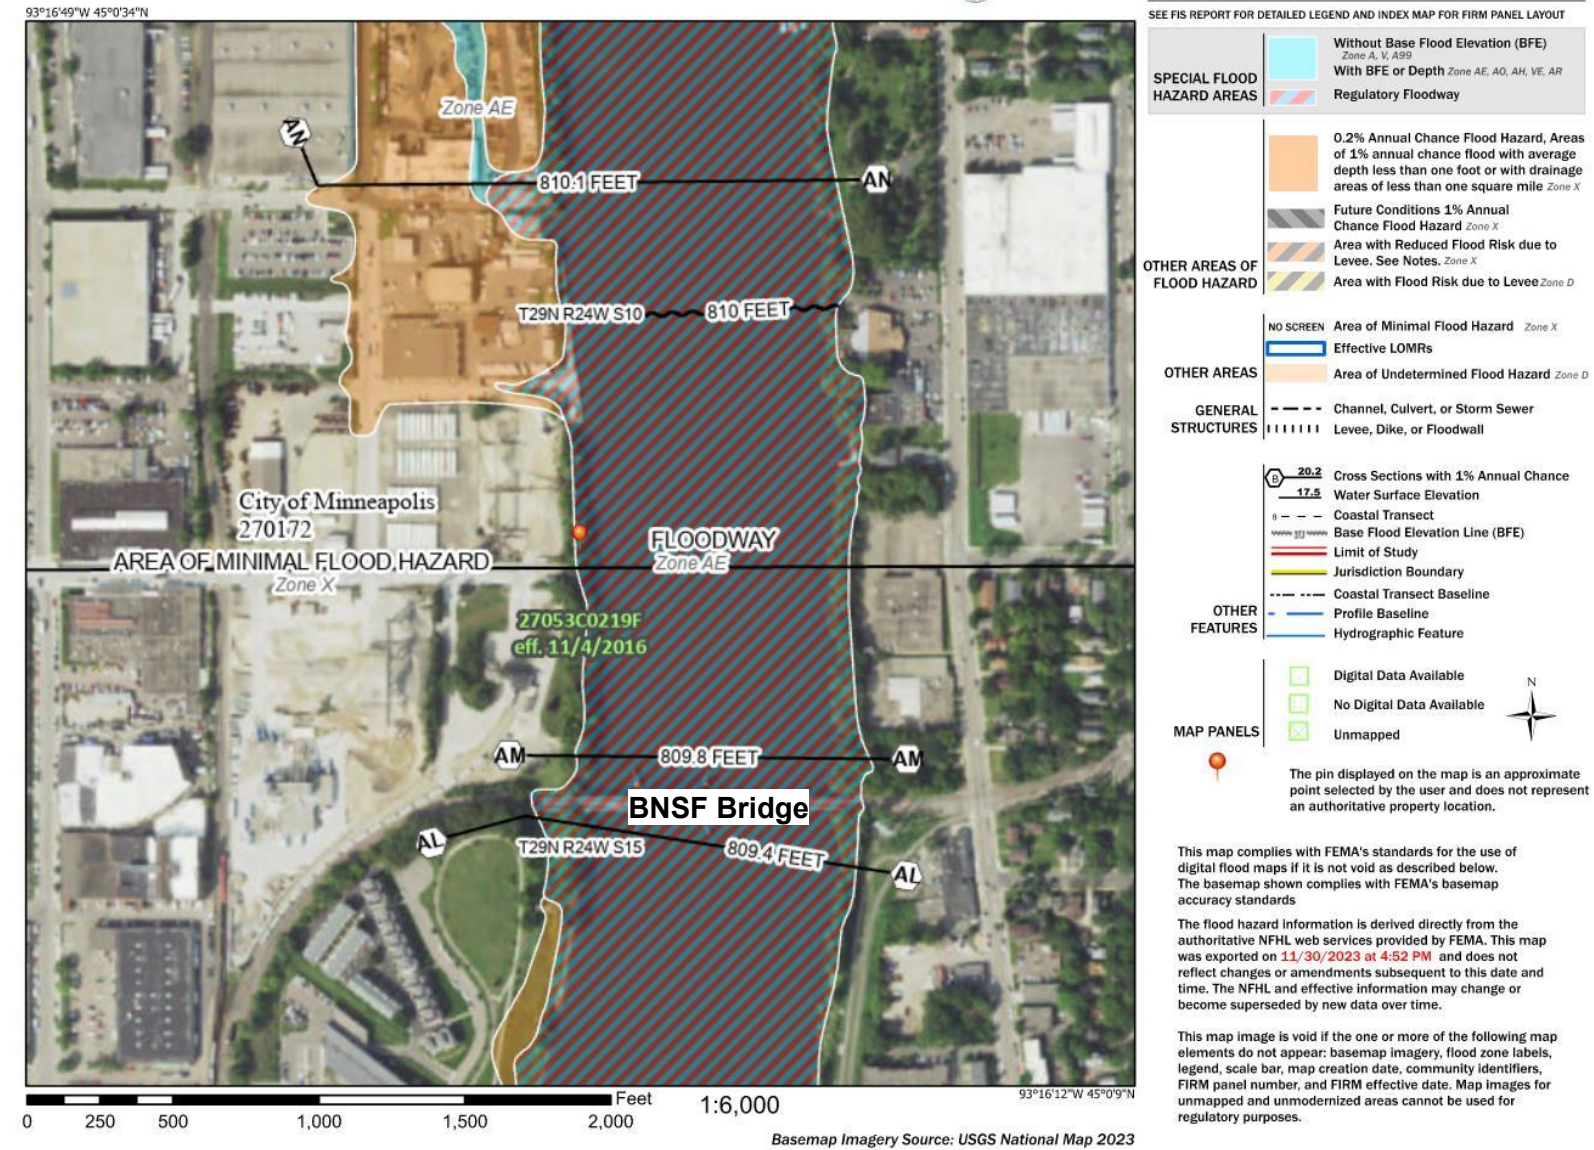 93°16'49"W 45°0'34"N
Zone AE
AN
810.1 FEET
AN
T29N R24W S10
810 FEET
City of Minneapolis
270172
FLOODWAY
Zone AE
AREA OF MINIMAL FLOOD HAZARD
Zone X
27053C0219F
eff. 11/4/2016
AM
809.8 FEET
AM
BNSF Bridge
AL
T29N R24W S15
809.4 FEET
AL
93°16'12"W 45°0'9"N
0
250
500
1,000
1,500
2,000
Feet
1:6,000
Basemap Imagery Source: USGS National Map 2023
SEE FIS REPORT FOR DETAILED LEGEND AND INDEX MAP FOR FIRM PANEL LAYOUT
SPECIAL FLOOD
HAZARD AREAS
Without Base Flood Elevation (BFE)
Zone A, V, A99
With BFE or Depth Zone AE, AO, AH, VE, AR
Regulatory Floodway
OTHER AREAS OF
FLOOD HAZARD
0.2% Annual Chance Flood Hazard, Areas
of 1% annual chance flood with average
depth less than one foot or with drainage
areas of less than one square mile Zone X
Future Conditions 1% Annual
Chance Flood Hazard Zone X
Area with Reduced Flood Risk due to
Levee. See Notes. Zone X
Area with Flood Risk due to Levee Zone D
OTHER AREAS
NO SCREEN Area of Minimal Flood Hazard Zone X
Effective LOMRs
Area of Undetermined Flood Hazard Zone D
GENERAL
STRUCTURES
Channel, Culvert, or Storm Sewer
Levee, Dike, or Floodwall
OTHER
FEATURES
B 20.2 Cross Sections with 1% Annual Chance
17.5 Water Surface Elevation
8 Coastal Transect
Base Flood Elevation Line (BFE)
Limit of Study
Jurisdiction Boundary
Coastal Transect Baseline
Profile Baseline
Hydrographic Feature
MAP PANELS
Digital Data Available
No Digital Data Available
Unmapped
N
The pin displayed on the map is an approximate
point selected by the user and does not represent
an authoritative property location.
This map complies with FEMA's standards for the use of
digital flood maps if it is not void as described below.
The basemap shown complies with FEMA's basemap
accuracy standards
The flood hazard information is derived directly from the
authoritative NFHL web services provided by FEMA. This map
was exported on 11/30/2023 at 4:52 PM and does not
reflect changes or amendments subsequent to this date and
time. The NFHL and effective information may change or
become superseded by new data over time.
This map image is void if the one or more of the following map
elements do not appear: basemap imagery, flood zone labels,
legend, scale bar, map creation date, community identifiers,
FIRM panel number, and FIRM effective date. Map images for
unmapped and unmodernized areas cannot be used for
regulatory purposes.